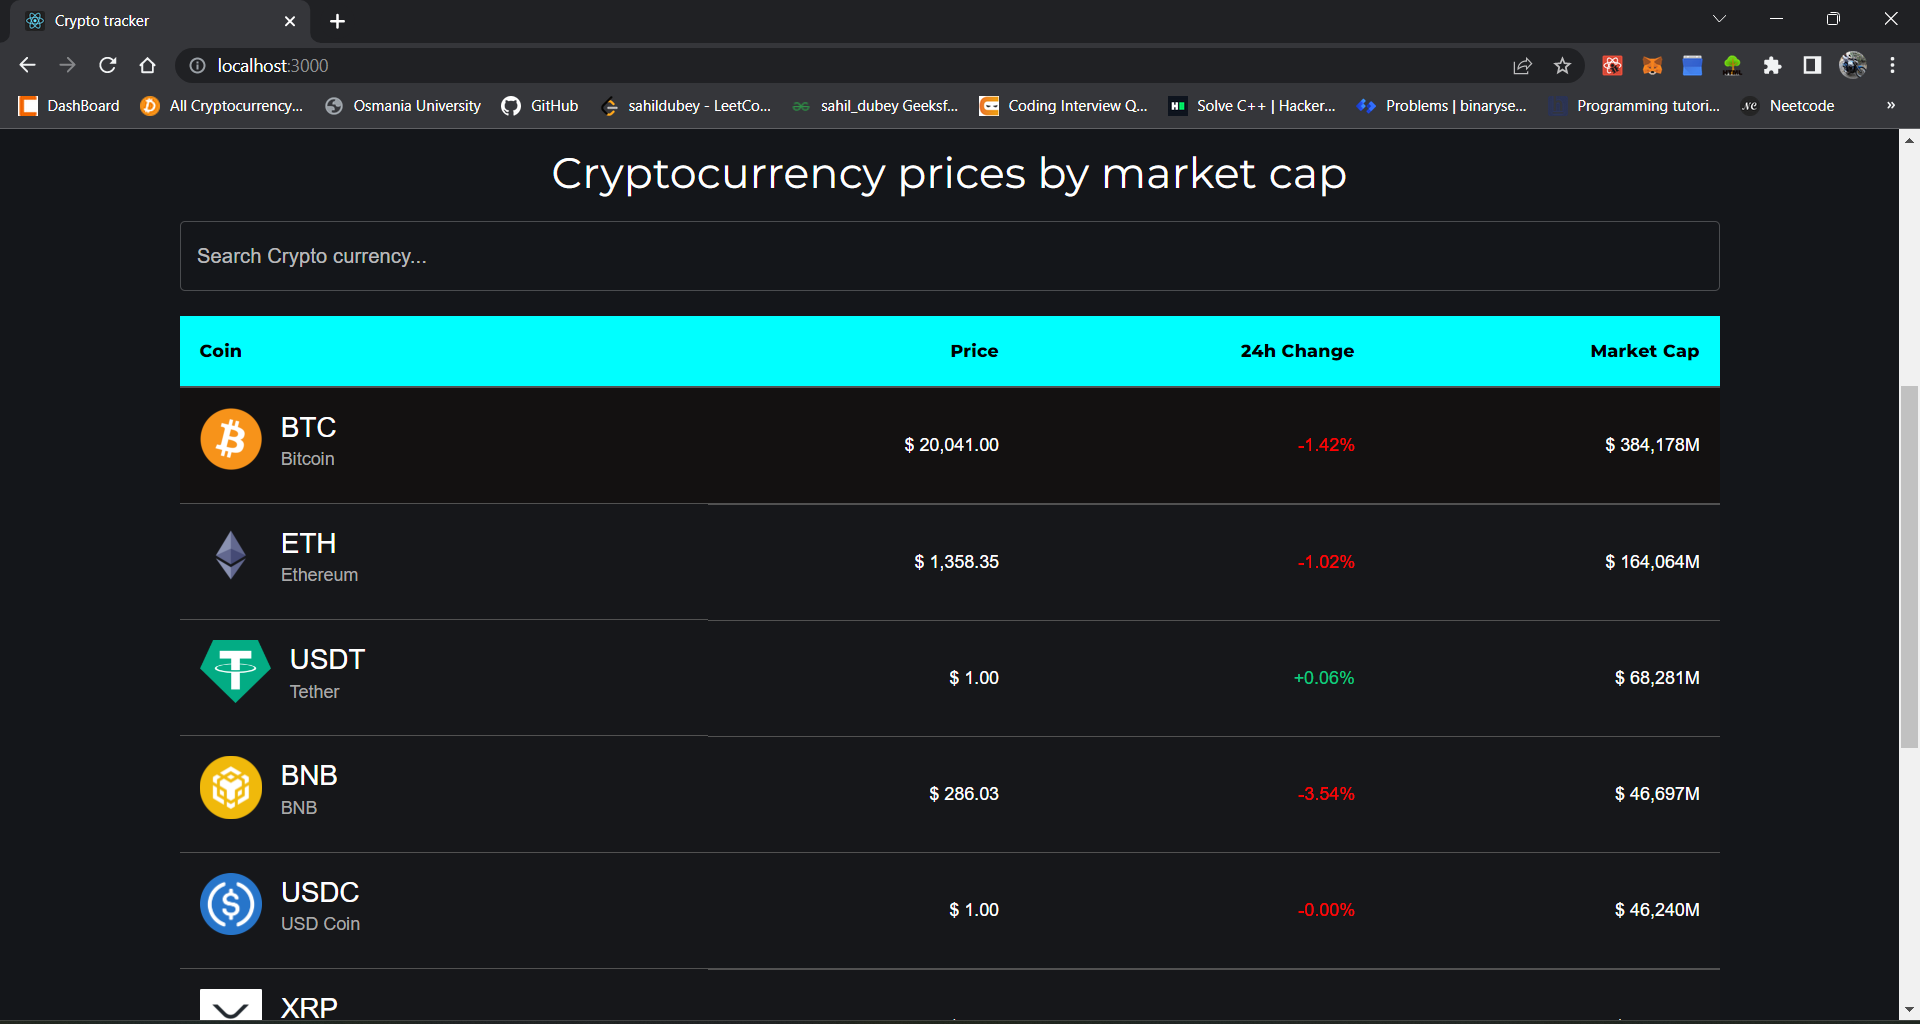 Crypto tracker
localhost:3000
DashBoard All Cryptocurrency... Osmania University GitHub sahildubey - LeetCo... sahil_dubey Geeksf... Coding Interview Q... Solve C++ | Hacker... Problems | binaryse... Programming tutori... Neetcode »
Cryptocurrency prices by market cap
Search Crypto currency...
Coin Price 24h Change Market Cap
BTC
Bitcoin
$ 20,041.00 -1.42% $ 384,178M
ETH
Ethereum
$ 1,358.35 -1.02% $ 164,064M
USDT
Tether
$ 1.00 +0.06% $ 68,281M
BNB
BNB
$ 286.03 -3.54% $ 46,697M
USDC
USD Coin
$ 1.00 -0.00% $ 46,240M
XRP